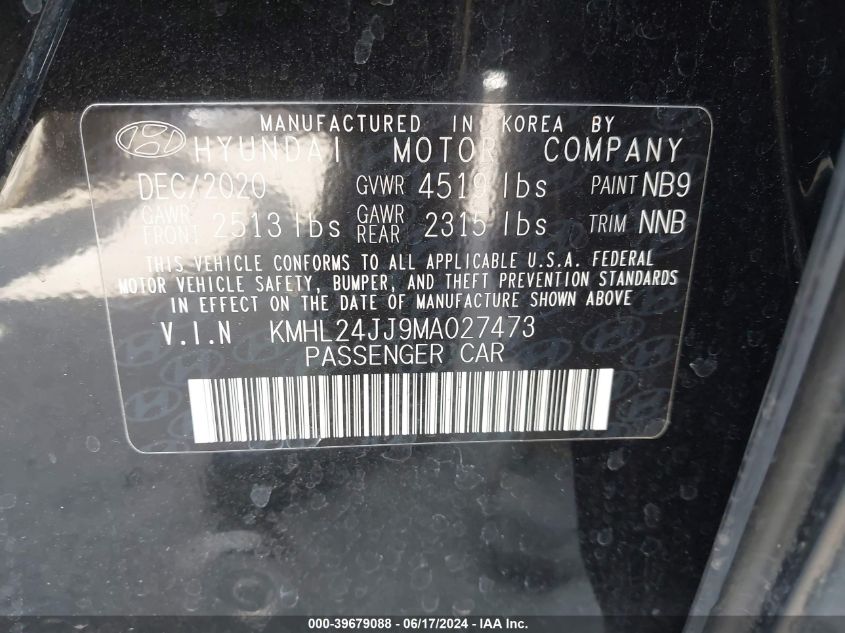 MANUFACTURED IN KOREA BY
HYUNDAI MOTOR COMPANY
DEC/2020 GVWR 4519 lbs PAINT NB9
GAWR FRONT 2513 lbs GAWR REAR 2315 lbs TRIM NNB
THIS VEHICLE CONFORMS TO ALL APPLICABLE U.S.A. FEDERAL
MOTOR VEHICLE SAFETY, BUMPER, AND THEFT PREVENTION STANDARDS
IN EFFECT ON THE DATE OF MANUFACTURE SHOWN ABOVE
V.I.N KMHL24JJ9MA027473
PASSENGER CAR
000-39679088 - 06/17/2024 - IAA Inc.